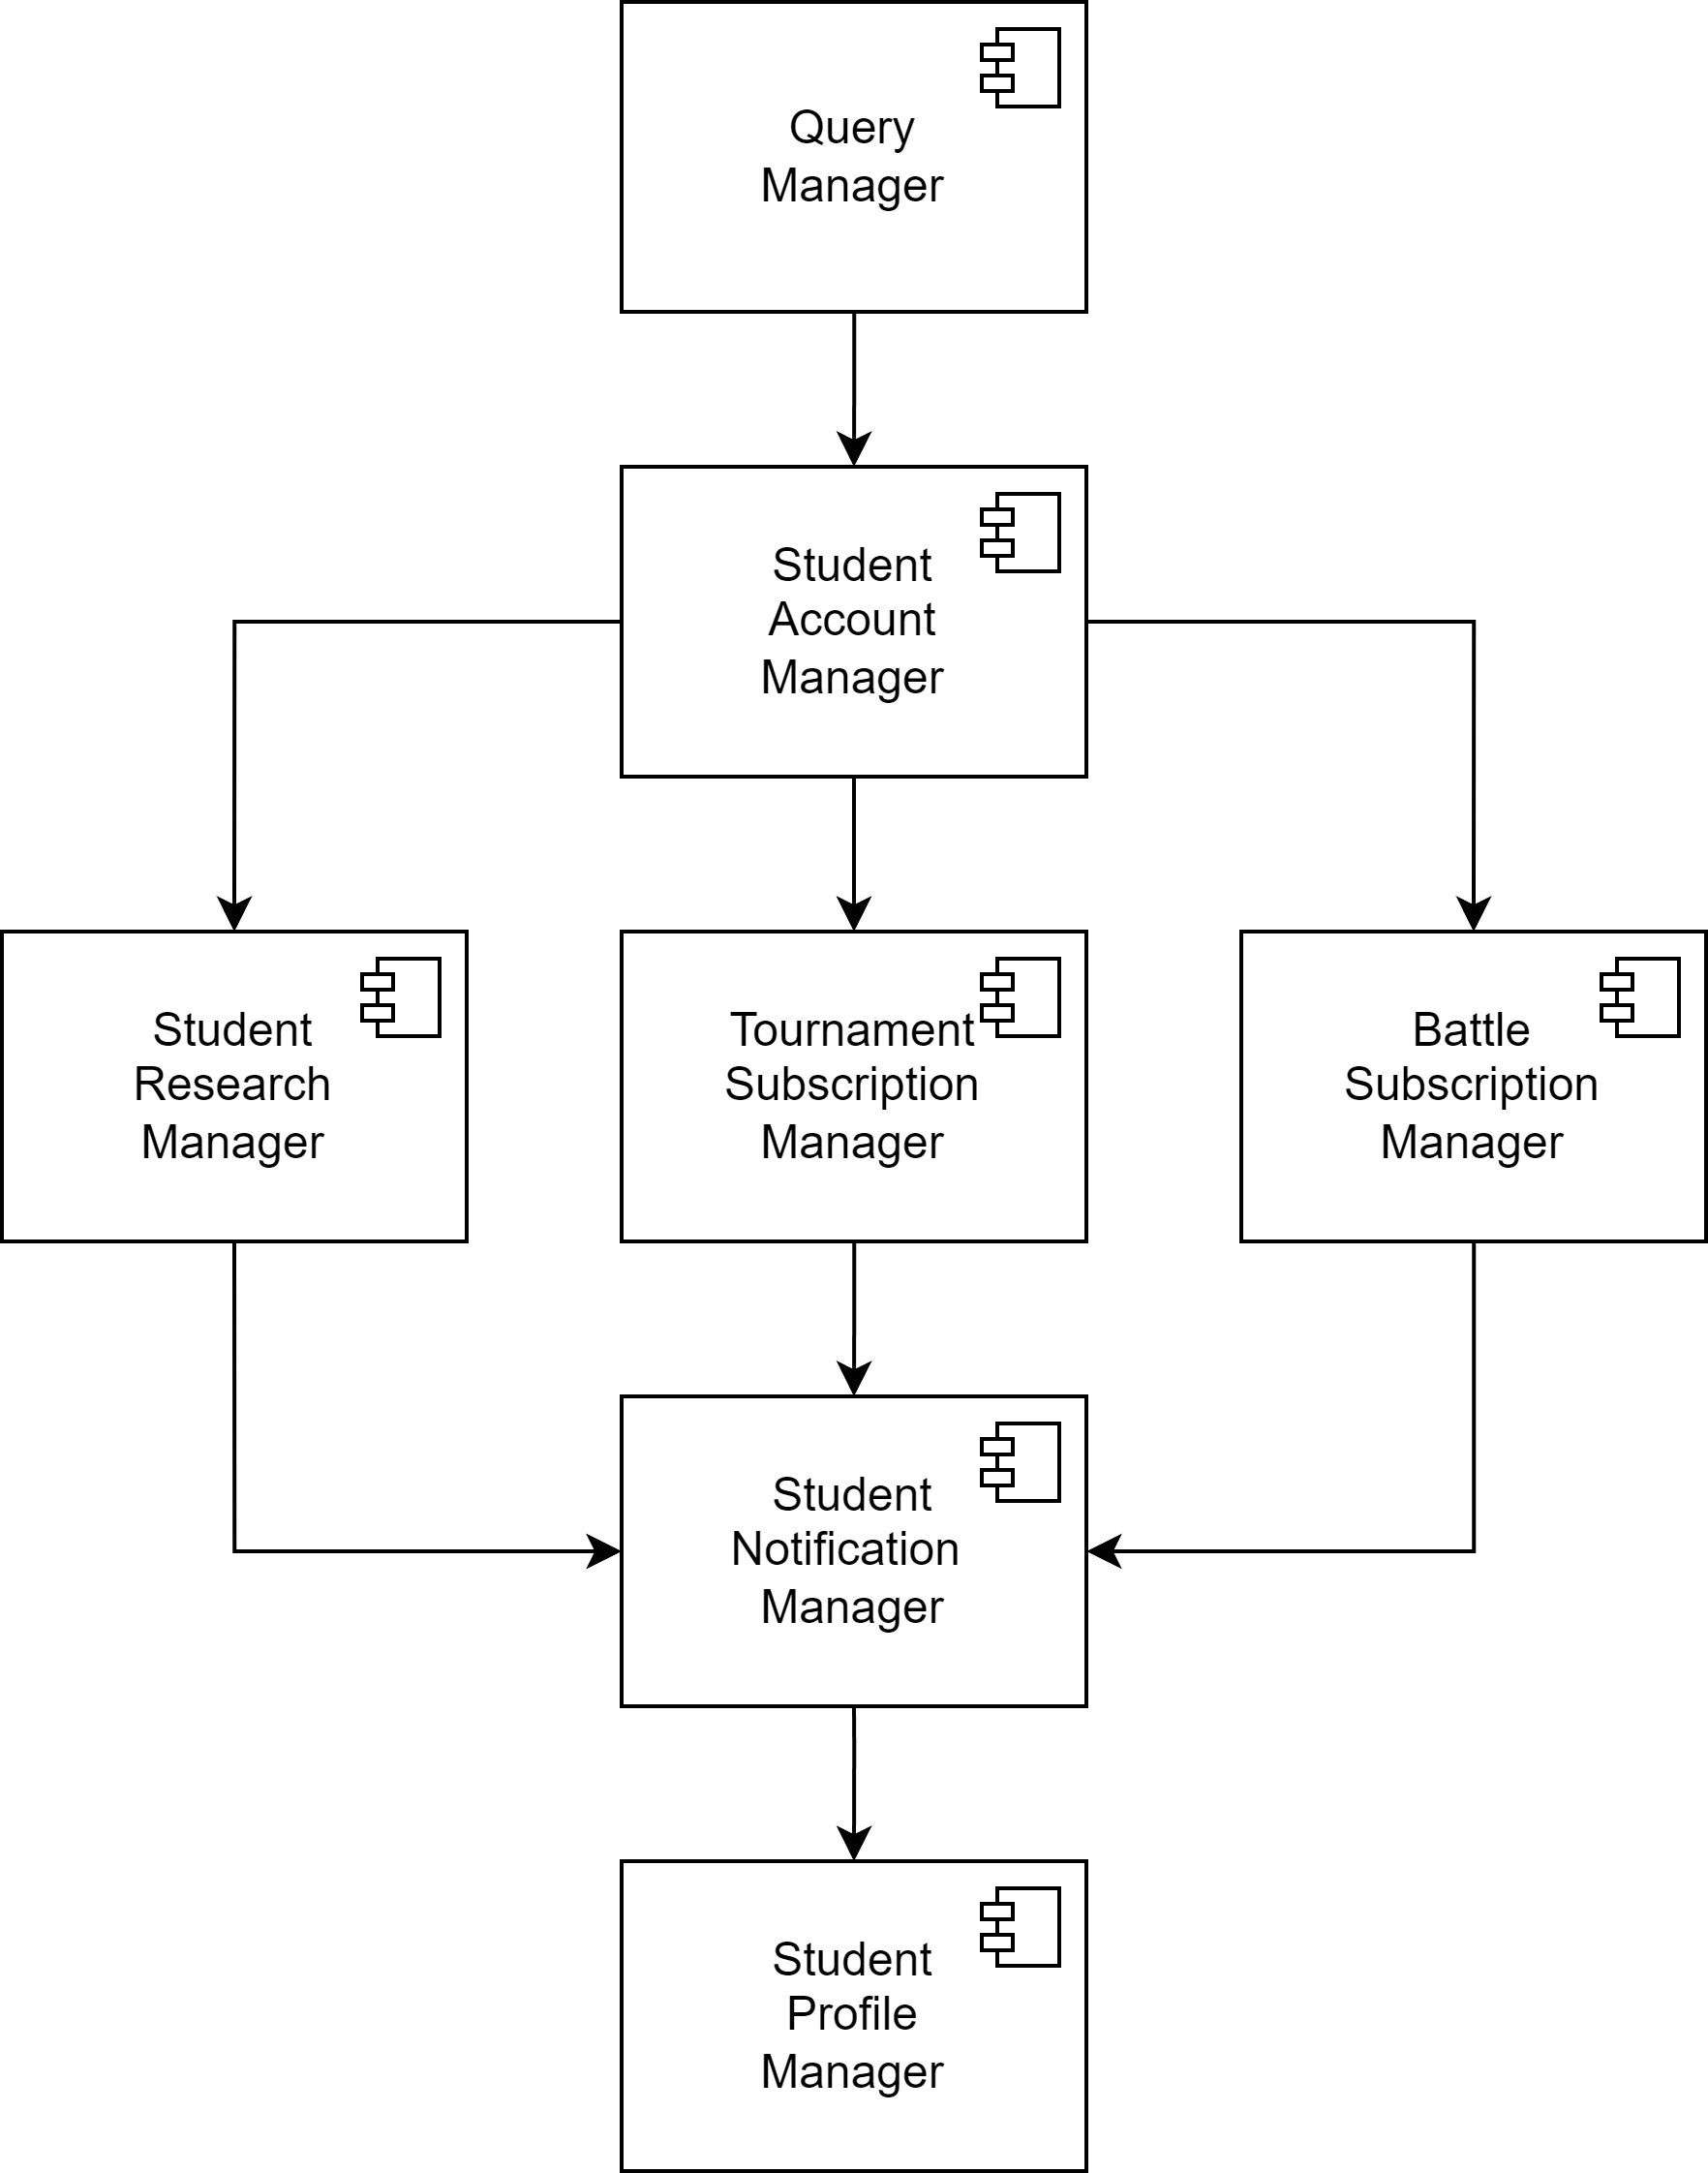 Query
Manager
Student
Account
Manager
Student
Research
Manager
Tournament
Subscription
Manager
Battle
Subscription
Manager
Student
Notification
Manager
Student
Profile
Manager